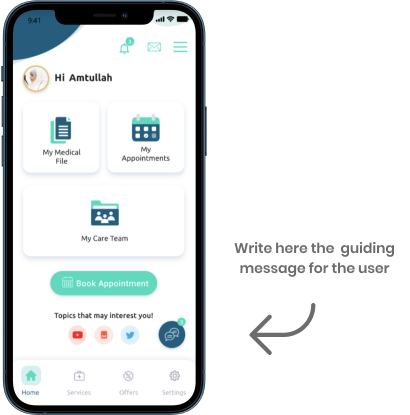 9:41
1
Hi Amtullah
My Medical
File
My
Appointments
My Care Team
Book Appointment
Write here the guiding
message for the user
Topics that may interest you!
Home
Services
Offers
Settings